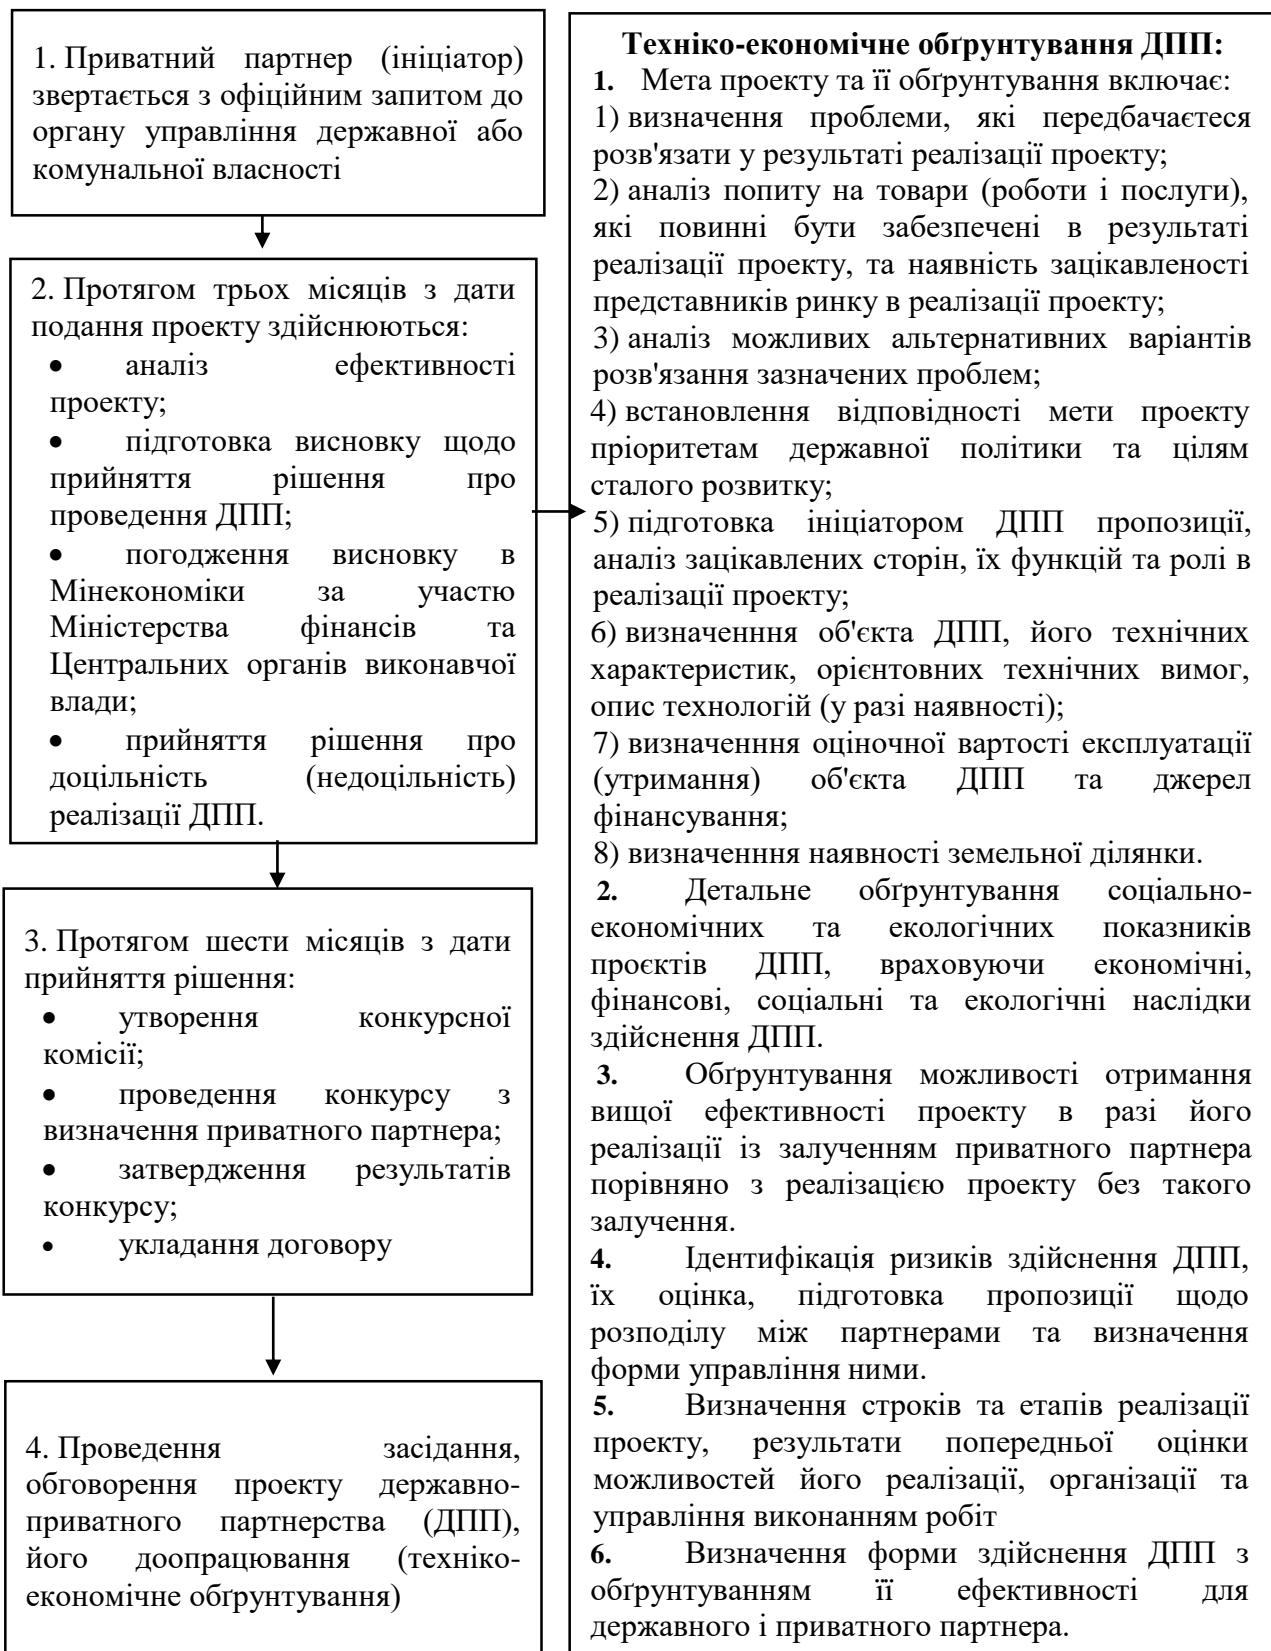 1. Приватний партнер (ініціатор)
звертається з офіційним запитом до
органу управління державної або
комунальної власності
2. Протягом трьох місяців з дати
подання проекту здійснюються:
• аналіз ефективності
проекту;
• підготовка висновку щодо
прийняття рішення про
проведення ДПП;
• погодження висновку в
Мінекономіки за участю
Міністерства фінансів та
Центральних органів виконавчої
влади;
• прийняття рішення про
доцільність (недоцільність)
реалізації ДПП.
3. Протягом шести місяців з дати
прийняття рішення:
• утворення конкурсної
комісії;
• проведення конкурсу з
визначення приватного партнера;
• затвердження результатів
конкурсу;
• укладання договору
4. Проведення засідання,
обговорення проекту державно-
приватного партнерства (ДПП),
його доопрацювання (техніко-
економічне обґрунтування)
Техніко-економічне обґрунтування ДПП:
1. Мета проекту та її обґрунтування включає:
1) визначення проблеми, які передбачаєтеся
розв'язати у результаті реалізації проекту;
2) аналіз попиту на товари (роботи і послуги),
які повинні бути забезпечені в результаті
реалізації проекту, та наявність зацікавленості
представників ринку в реалізації проекту;
3) аналіз можливих альтернативних варіантів
розв'язання зазначених проблем;
4) встановлення відповідності мети проекту
пріоритетам державної політики та цілям
сталого розвитку;
5) підготовка ініціатором ДПП пропозиції,
аналіз зацікавлених сторін, їх функцій та ролі в
реалізації проекту;
6) визначенння об'єкта ДПП, його технічних
характеристик, орієнтовних технічних вимог,
опис технологій (у разі наявності);
7) визначенння оціночної вартості експлуатації
(утримання) об'єкта ДПП та джерел
фінансування;
8) визначенння наявності земельної ділянки.
2. Детальне обґрунтування соціально-
економічних та екологічних показників
проєктів ДПП, враховуючи економічні,
фінансові, соціальні та екологічні наслідки
здійснення ДПП.
3. Обґрунтування можливості отримання
вищої ефективності проекту в разі його
реалізації із залученням приватного партнера
порівняно з реалізацією проекту без такого
залучення.
4. Ідентифікація ризиків здійснення ДПП,
їх оцінка, підготовка пропозиції щодо
розподілу між партнерами та визначення
форми управління ними.
5. Визначення строків та етапів реалізації
проекту, результати попередньої оцінки
можливостей його реалізації, організації та
управління виконанням робіт
6. Визначення форми здійснення ДПП з
обґрунтуванням її ефективності для
державного і приватного партнера.